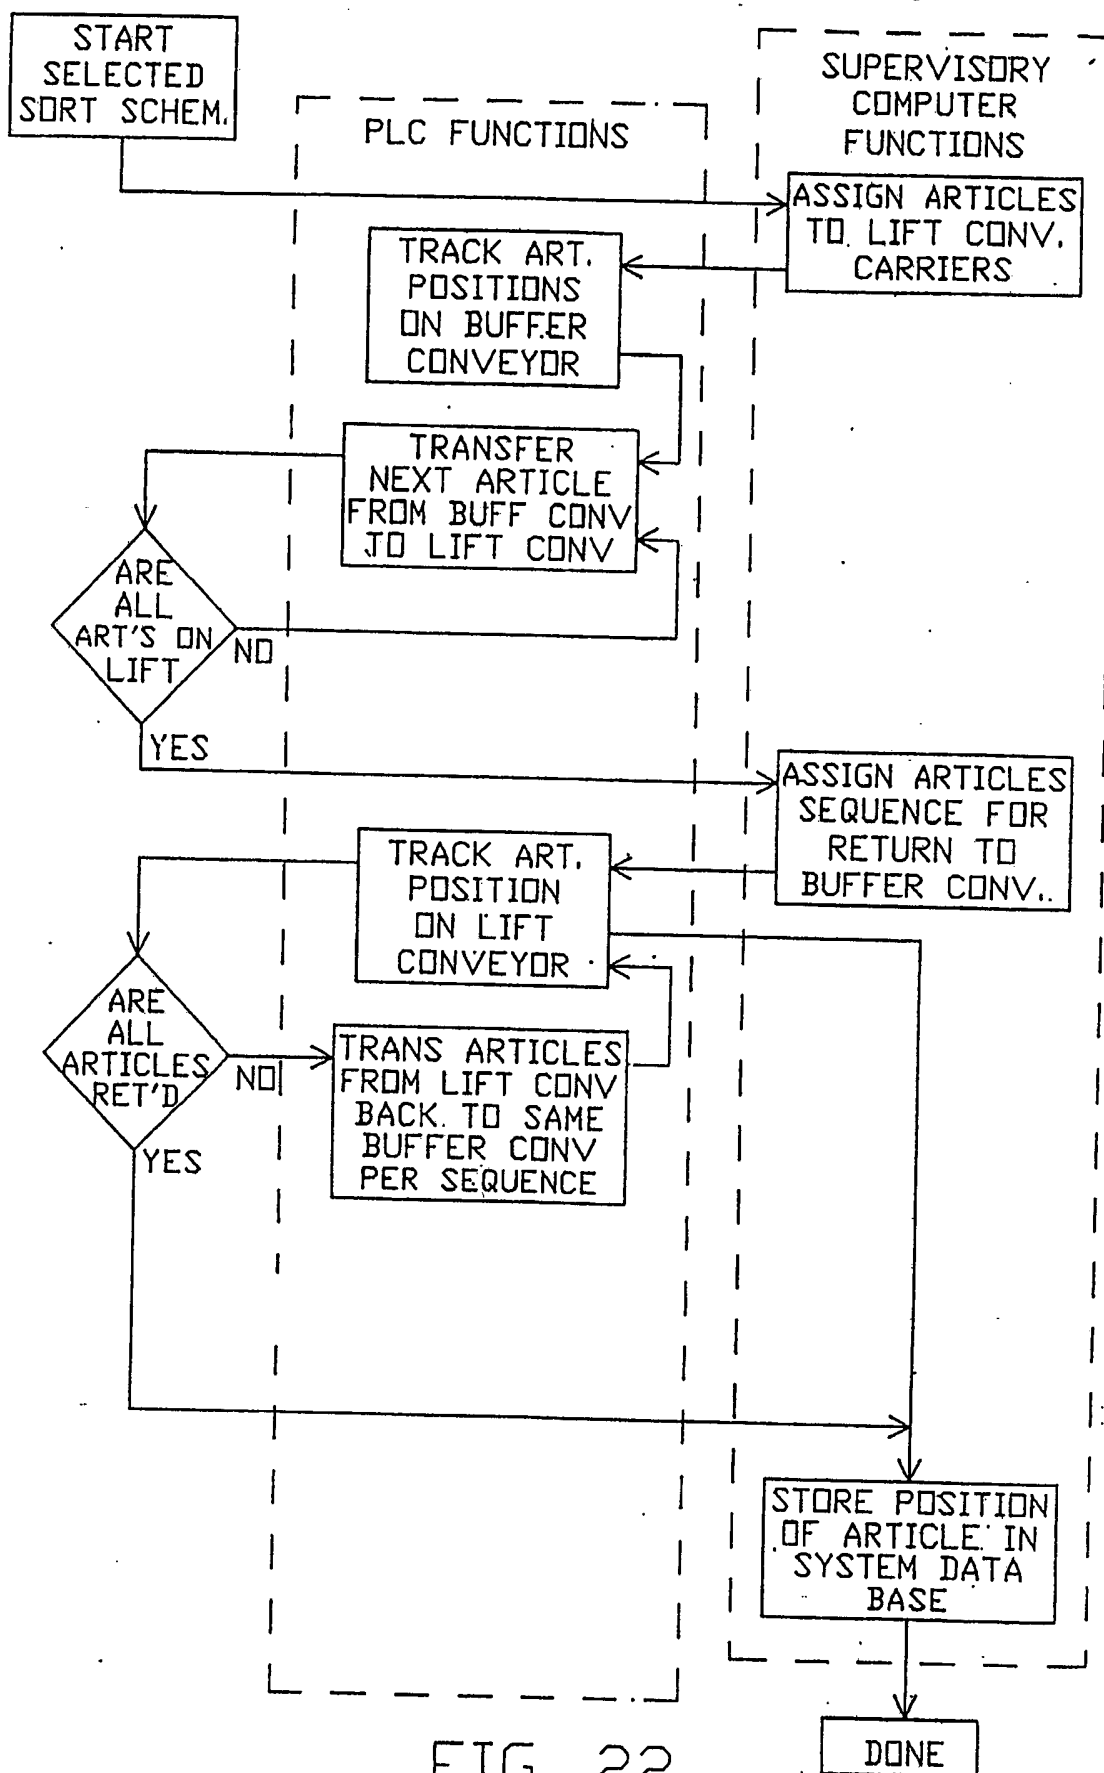 START
SELECTED
SORT SCHEM.
PLC FUNCTIONS
SUPERVISORY
COMPUTER
FUNCTIONS
ASSIGN ARTICLES
TO LIFT CONV.
CARRIERS
TRACK ART.
POSITIONS
ON BUFFER
CONVEYOR
TRANSFER
NEXT ARTICLE
FROM BUFF CONV
TO LIFT CONV
ARE
ALL
ART'S ON
LIFT
NO
YES
ASSIGN ARTICLES
SEQUENCE FOR
RETURN TO
BUFFER CONV.
TRACK ART.
POSITION
ON LIFT
CONVEYOR
ARE
ALL
ARTICLES
RET'D
NO
YES
TRANS ARTICLES
FROM LIFT CONV
BACK TO SAME
BUFFER CONV
PER SEQUENCE
STORE POSITION
OF ARTICLE IN
SYSTEM DATA
BASE
DONE
FIG. 22